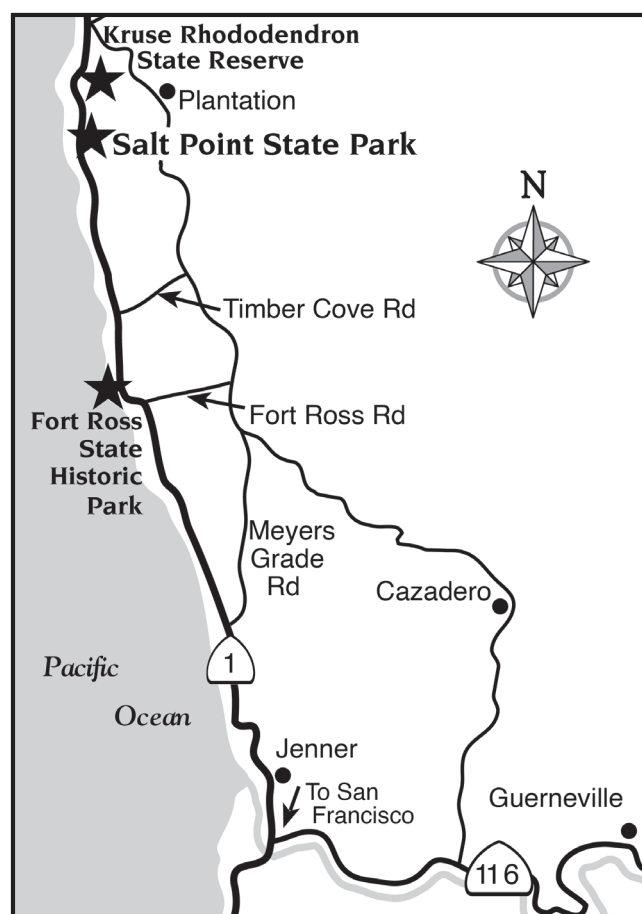 Kruse Rhododendron
State Reserve
Plantation
Salt Point State Park
N
Timber Cove Rd
Fort Ross Rd
Fort Ross
State
Historic
Park
Meyers
Grade
Rd
Cazadero
1
Pacific
Ocean
Jenner
To San
Francisco
Guerneville
116